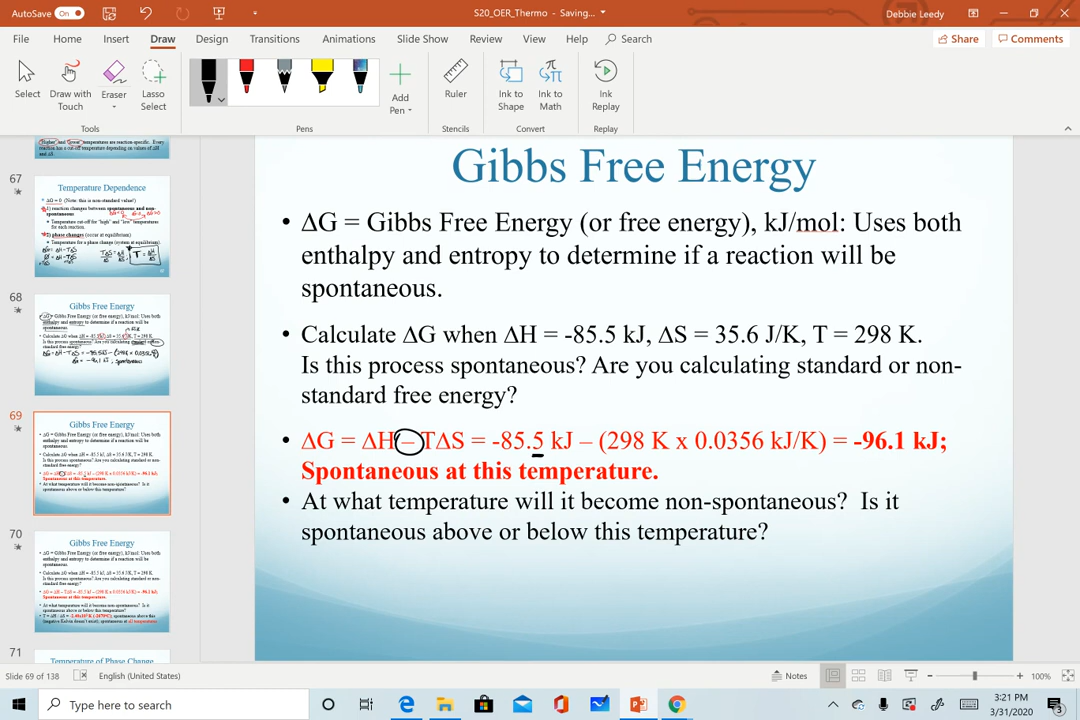 AutoSave On
S20_OER_Thermo - Saving...
Debbie Leedy
File Home Insert Draw Design Transitions Animations Slide Show Review View Help Search Share Comments
Select
Draw with Touch
Eraser
Lasso Select
Add Pen
Ruler
Ink to Shape
Ink to Math
Ink Replay
Tools Pens Stencils Convert Replay
67
Temperature Dependence
68
Gibbs Free Energy
69
Gibbs Free Energy
70
Gibbs Free Energy
71
Temperature of Phase Change
Gibbs Free Energy
• ΔG = Gibbs Free Energy (or free energy), kJ/mol: Uses both
enthalpy and entropy to determine if a reaction will be
spontaneous.
• Calculate ΔG when ΔH = -85.5 kJ, ΔS = 35.6 J/K, T = 298 K.
Is this process spontaneous? Are you calculating standard or non-
standard free energy?
• ΔG = ΔH – TΔS = -85.5 kJ – (298 K x 0.0356 kJ/K) = -96.1 kJ;
Spontaneous at this temperature.
• At what temperature will it become non-spontaneous? Is it
spontaneous above or below this temperature?
Slide 69 of 138 English (United States) Notes 100%
Type here to search
3:21 PM
3/31/2020
3